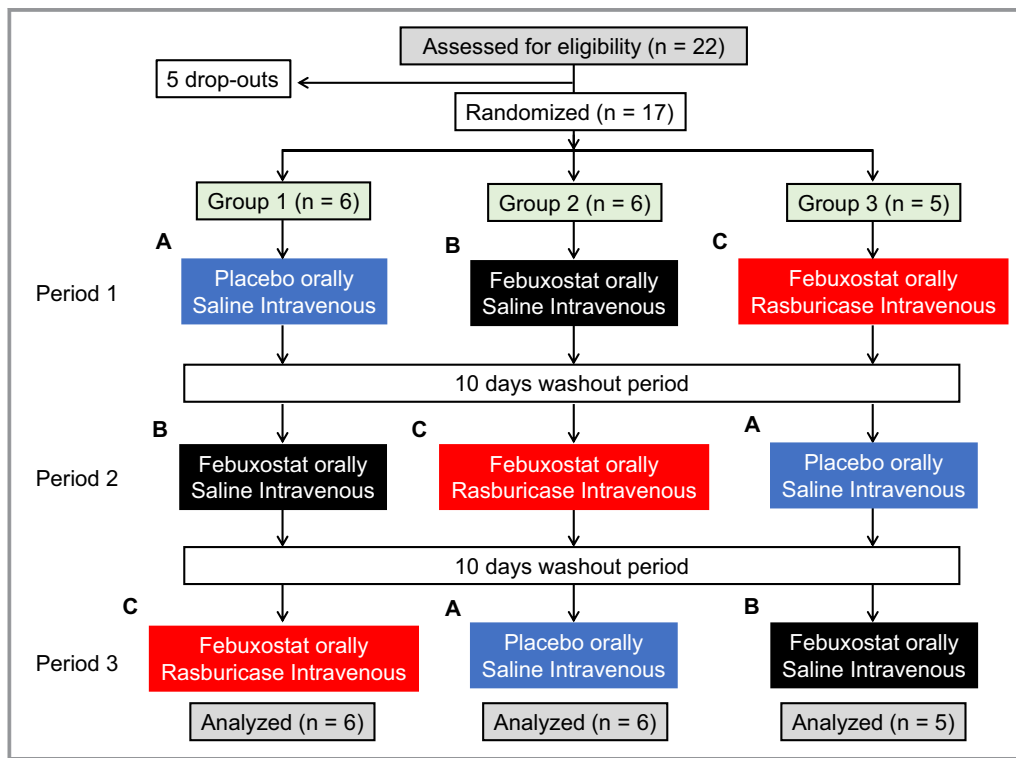 Assessed for eligibility (n = 22)
5 drop-outs
Randomized (n = 17)
Group 1 (n = 6)
Group 2 (n = 6)
Group 3 (n = 5)
Period 1
A
Placebo orally
Saline Intravenous
B
Febuxostat orally
Saline Intravenous
C
Febuxostat orally
Rasburicase Intravenous
10 days washout period
Period 2
B
Febuxostat orally
Saline Intravenous
C
Febuxostat orally
Rasburicase Intravenous
A
Placebo orally
Saline Intravenous
10 days washout period
Period 3
C
Febuxostat orally
Rasburicase Intravenous
A
Placebo orally
Saline Intravenous
B
Febuxostat orally
Saline Intravenous
Analyzed (n = 6)
Analyzed (n = 6)
Analyzed (n = 5)